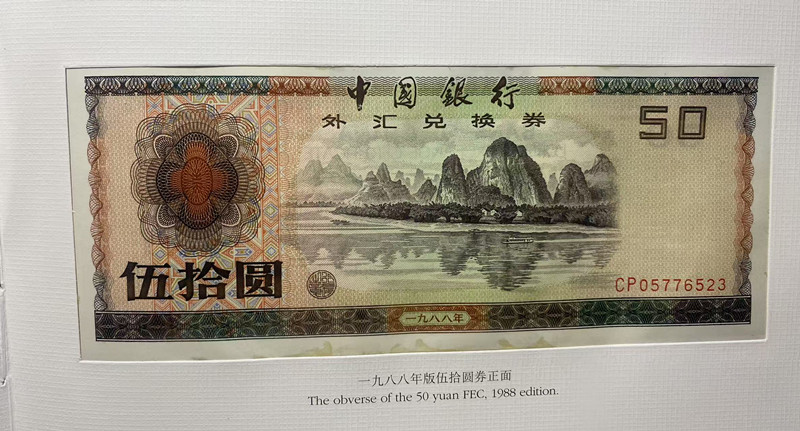 中國銀行
外汇兑换券
50
伍拾圆
CP05776523
一九八八年
一九八八年版伍拾圆券正面
The obverse of the 50 yuan FEC, 1988 edition.